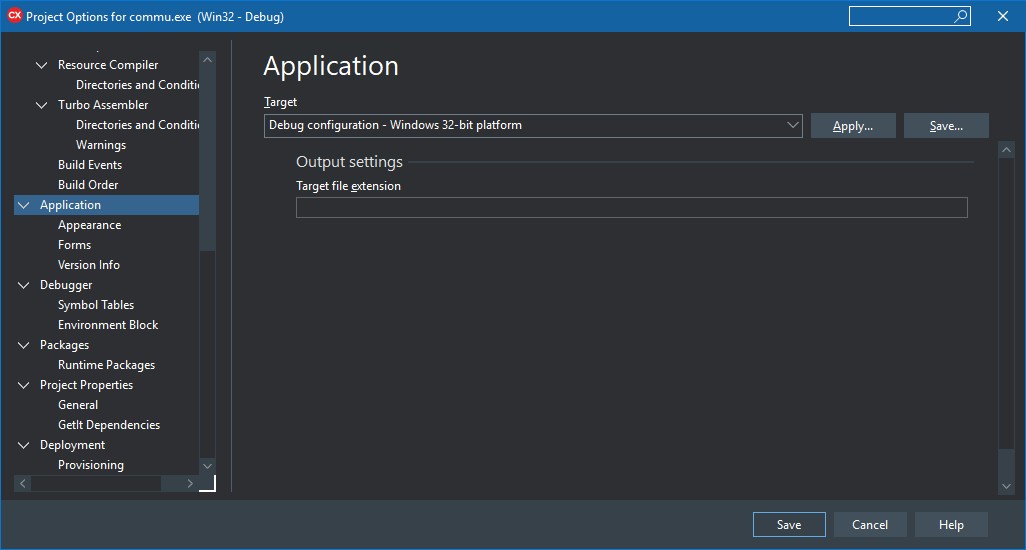 CX Project Options for commu.exe (Win32 - Debug)
Resource Compiler
Directories and Conditi
Turbo Assembler
Directories and Conditi
Warnings
Build Events
Build Order
Application
Appearance
Forms
Version Info
Debugger
Symbol Tables
Environment Block
Packages
Runtime Packages
Project Properties
General
GetIt Dependencies
Deployment
Provisioning
Application
Target
Debug configuration - Windows 32-bit platform
Apply...
Save...
Output settings
Target file extension
Save
Cancel
Help